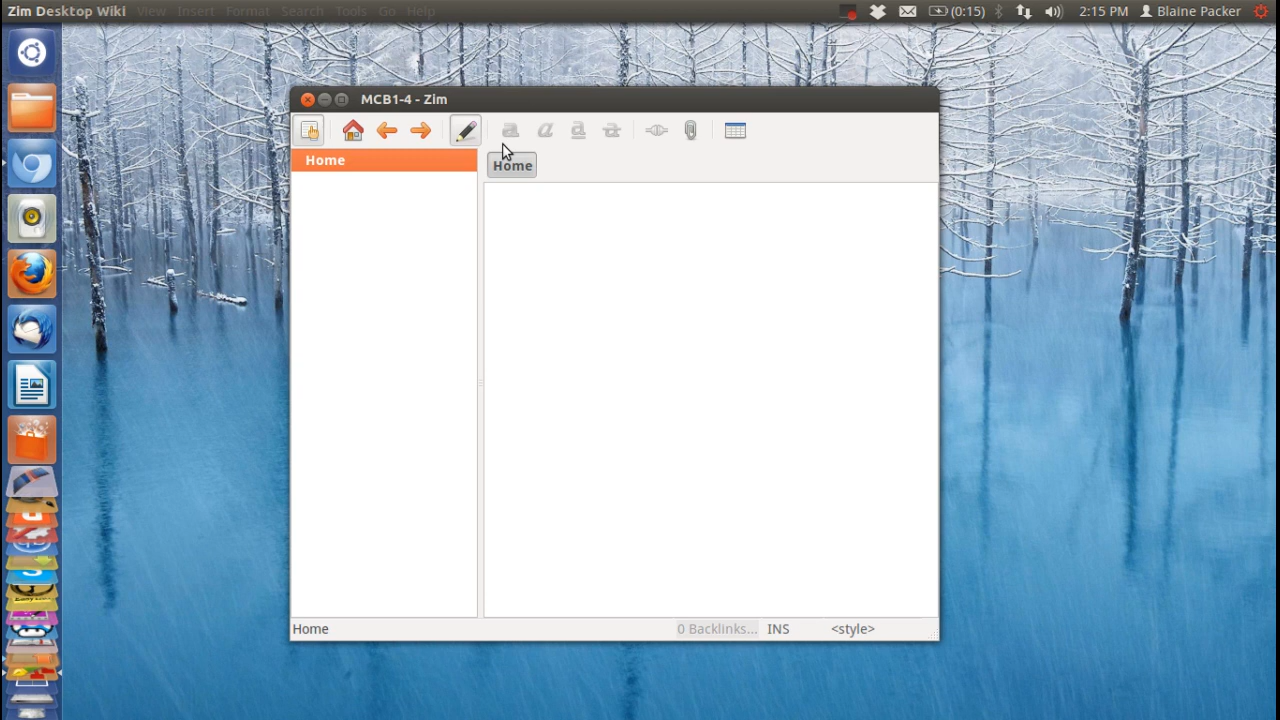 Zim Desktop Wiki View Insert Format Search Tools Go Help (0:15) 2:15 PM Blaine Packer
MCB1-4 - Zim
a a a a
Home
Home
Home 0 Backlinks... INS <style>